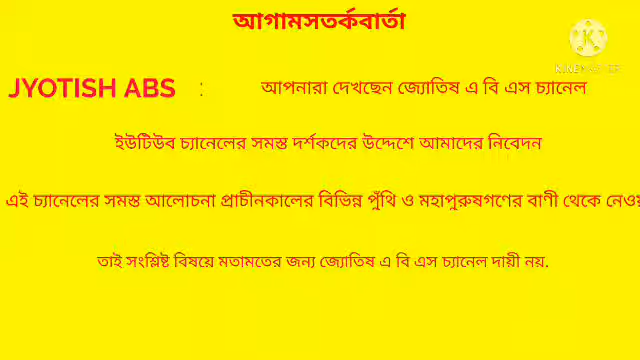 আগামসতর্কবার্তা
KINEMASTER
JYOTISH ABS : আপনারা দেখছেন জ্যোতিষ এ বি এস চ্যানেল
ইউটিউব চ্যানেলের সমস্ত দর্শকদের উদ্দেশে আমাদের নিবেদন
এই চ্যানেলের সমস্ত আলোচনা প্রাচীনকালের বিভিন্ন পুঁথি ও মহাপুরুষগণের বাণী থেকে
তাই সংশ্লিষ্ট বিষয়ে মতামতের জন্য জ্যোতিষ এ বি এস চ্যানেল দায়ী নয়.